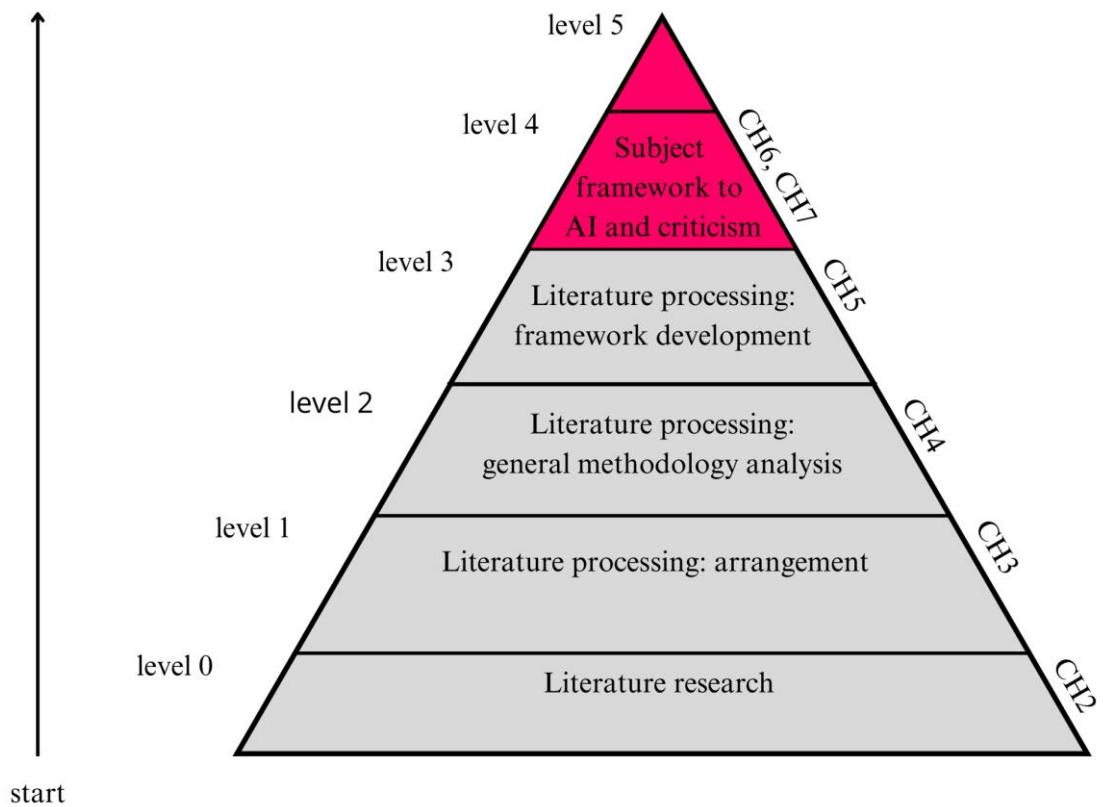 level 5
level 4
CH6, CH7
Subject
framework to
AI and criticism
level 3
CH5
Literature processing:
framework development
level 2
CH4
Literature processing:
general methodology analysis
level 1
CH3
Literature processing: arrangement
level 0
CH2
Literature research
start